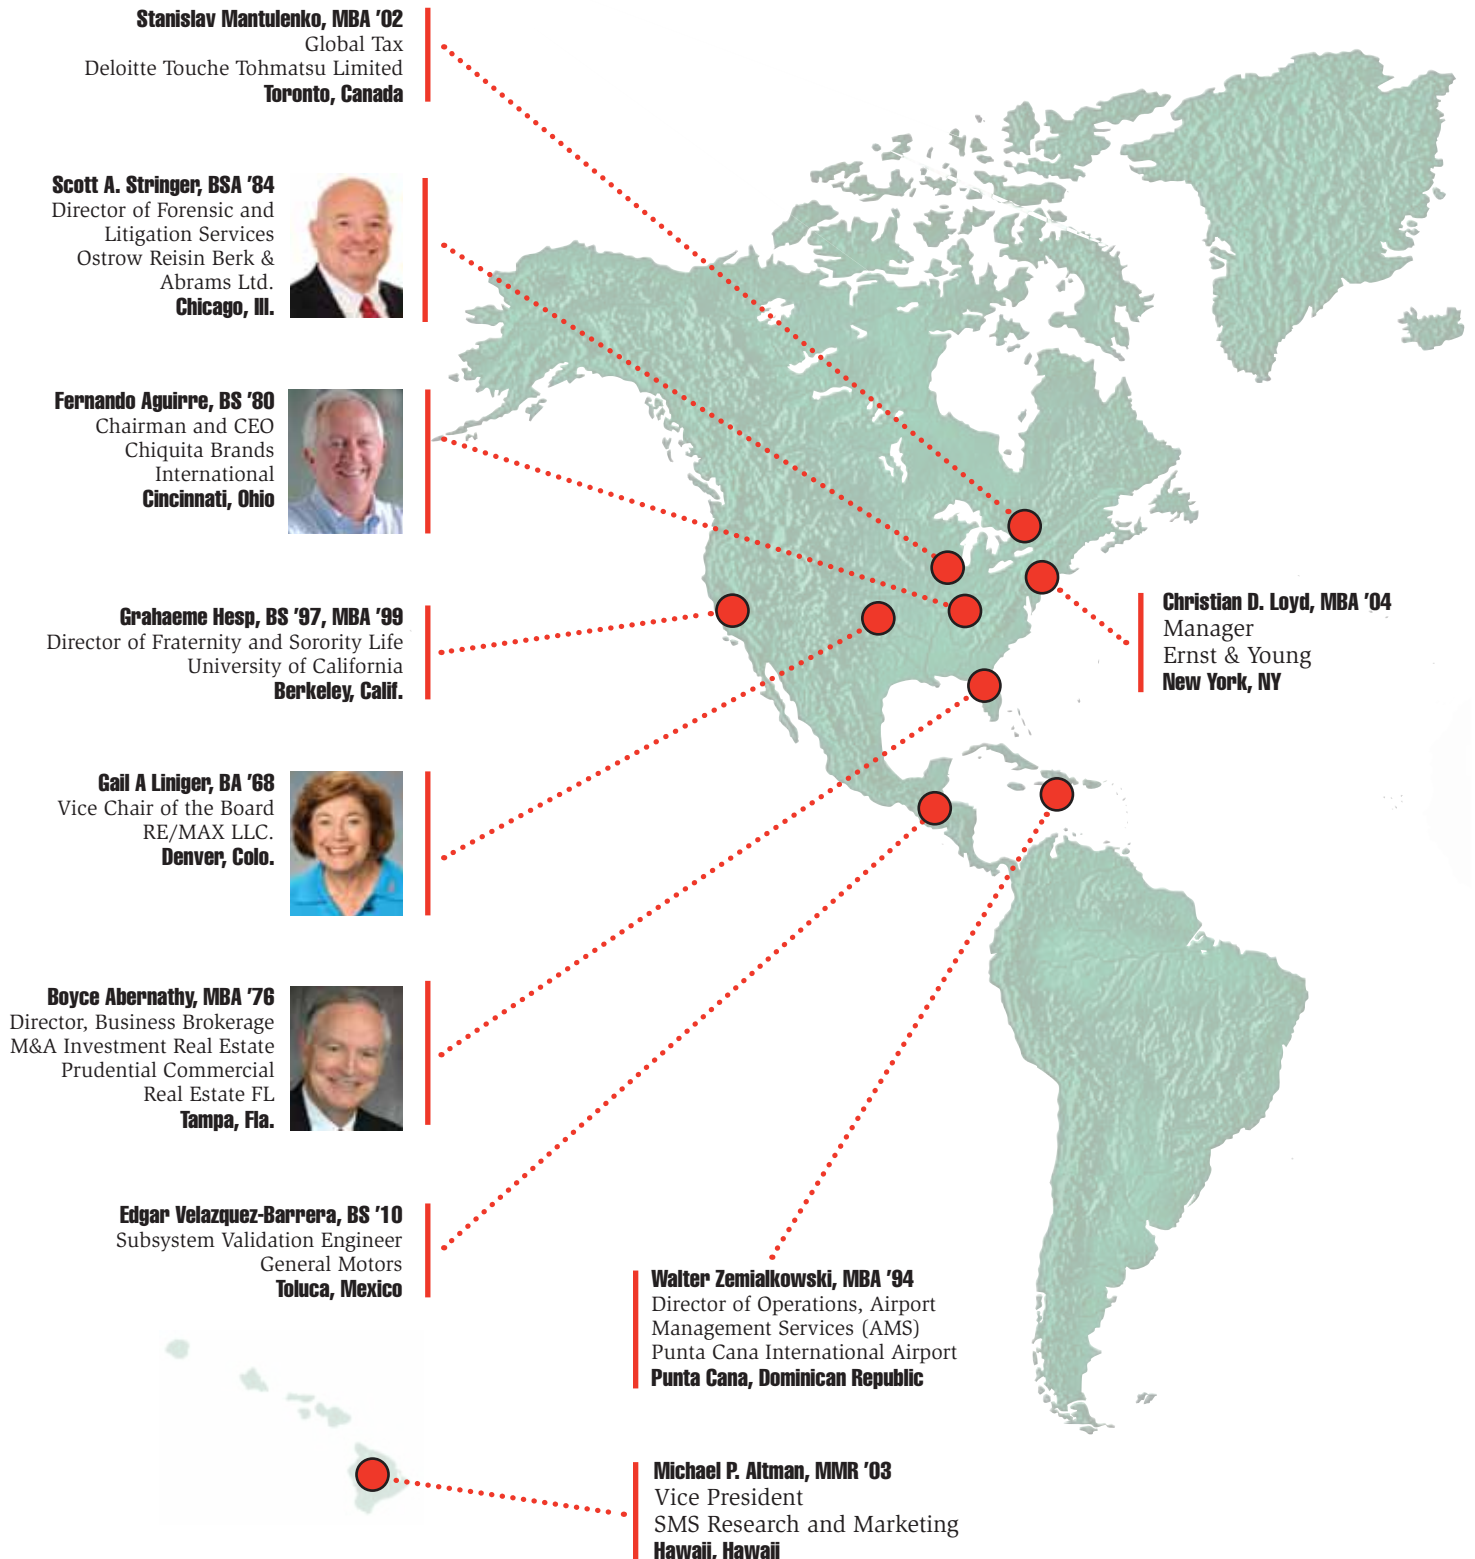 Stanislav Mantulenko, MBA ’02
Global Tax
Deloitte Touche Tohmatsu Limited
Toronto, Canada
Scott A. Stringer, BSA ’84
Director of Forensic and
Litigation Services
Ostrow Reisin Berk &
Abrams Ltd.
Chicago, Ill.
Fernando Aguirre, BS ’80
Chairman and CEO
Chiquita Brands
International
Cincinnati, Ohio
Grahaeme Hesp, BS ’97, MBA ’99
Director of Fraternity and Sorority Life
University of California
Berkeley, Calif.
Christian D. Loyd, MBA ’04
Manager
Ernst & Young
New York, NY
Gail A Liniger, BA ’68
Vice Chair of the Board
RE/MAX LLC.
Denver, Colo.
Boyce Abernathy, MBA ’76
Director, Business Brokerage
M&A Investment Real Estate
Prudential Commercial
Real Estate FL
Tampa, Fla.
Edgar Velazquez-Barrera, BS ’10
Subsystem Validation Engineer
General Motors
Toluca, Mexico
Walter Zemialkowski, MBA ’94
Director of Operations, Airport
Management Services (AMS)
Punta Cana International Airport
Punta Cana, Dominican Republic
Michael P. Altman, MMR ’03
Vice President
SMS Research and Marketing
Hawaii, Hawaii